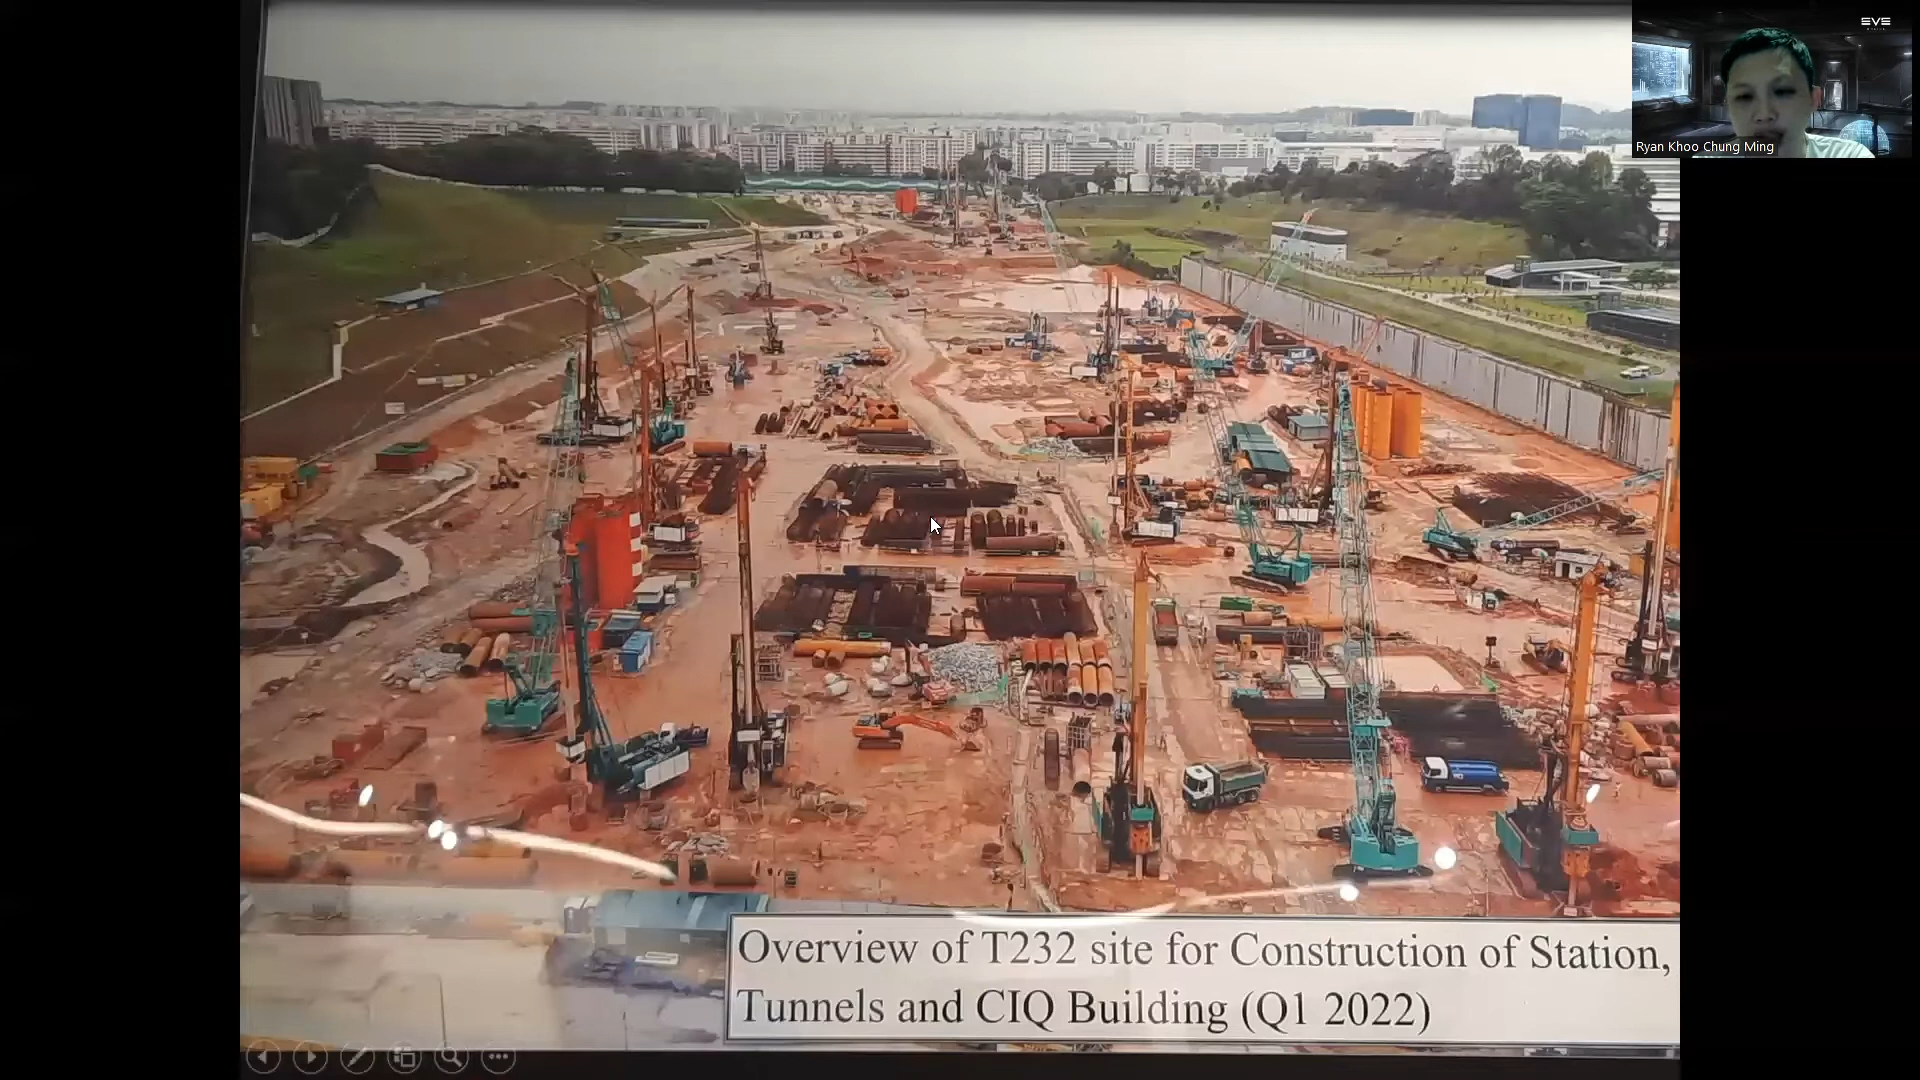 EVE
Ryan Khoo Chung Ming
Overview of T232 site for Construction of Station,
Tunnels and CIQ Building (Q1 2022)